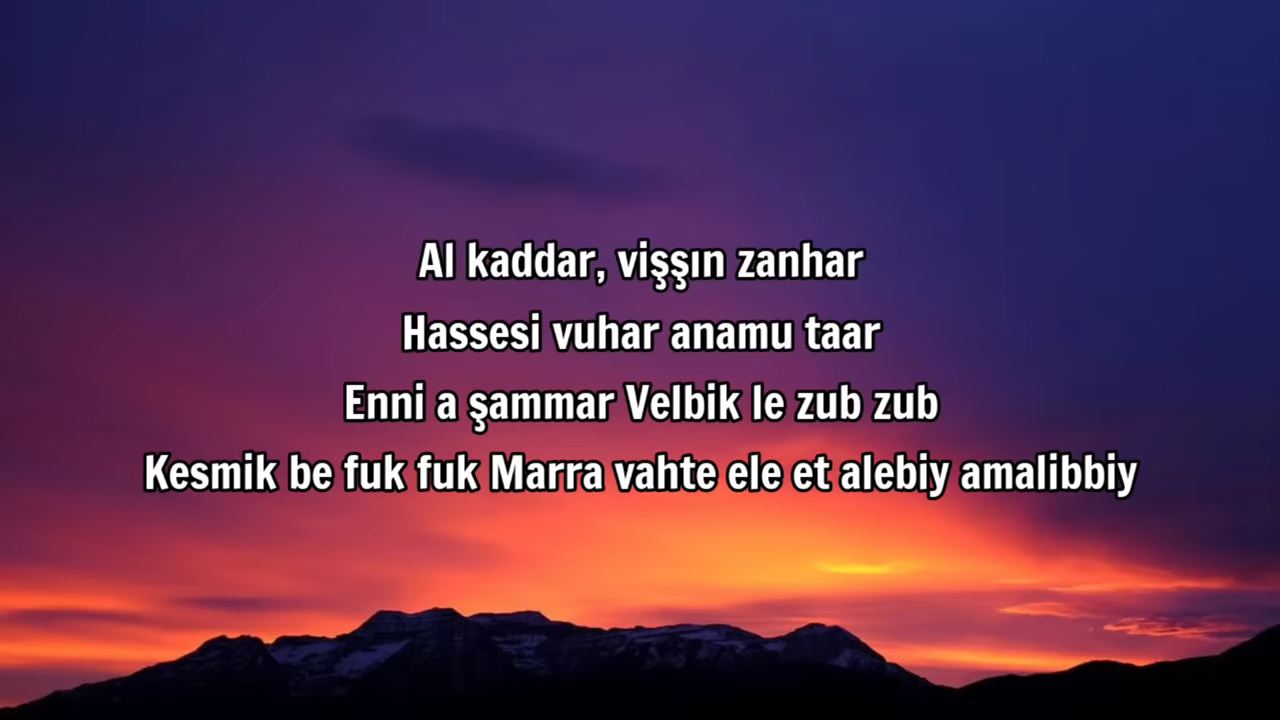 Al kaddar, vişşın zanhar
Hassesi vuhar anamu taar
Enni a şammar Velbik le zub zub
Kesmik be fuk fuk Marra vahte ele et alebiy amalibbiy